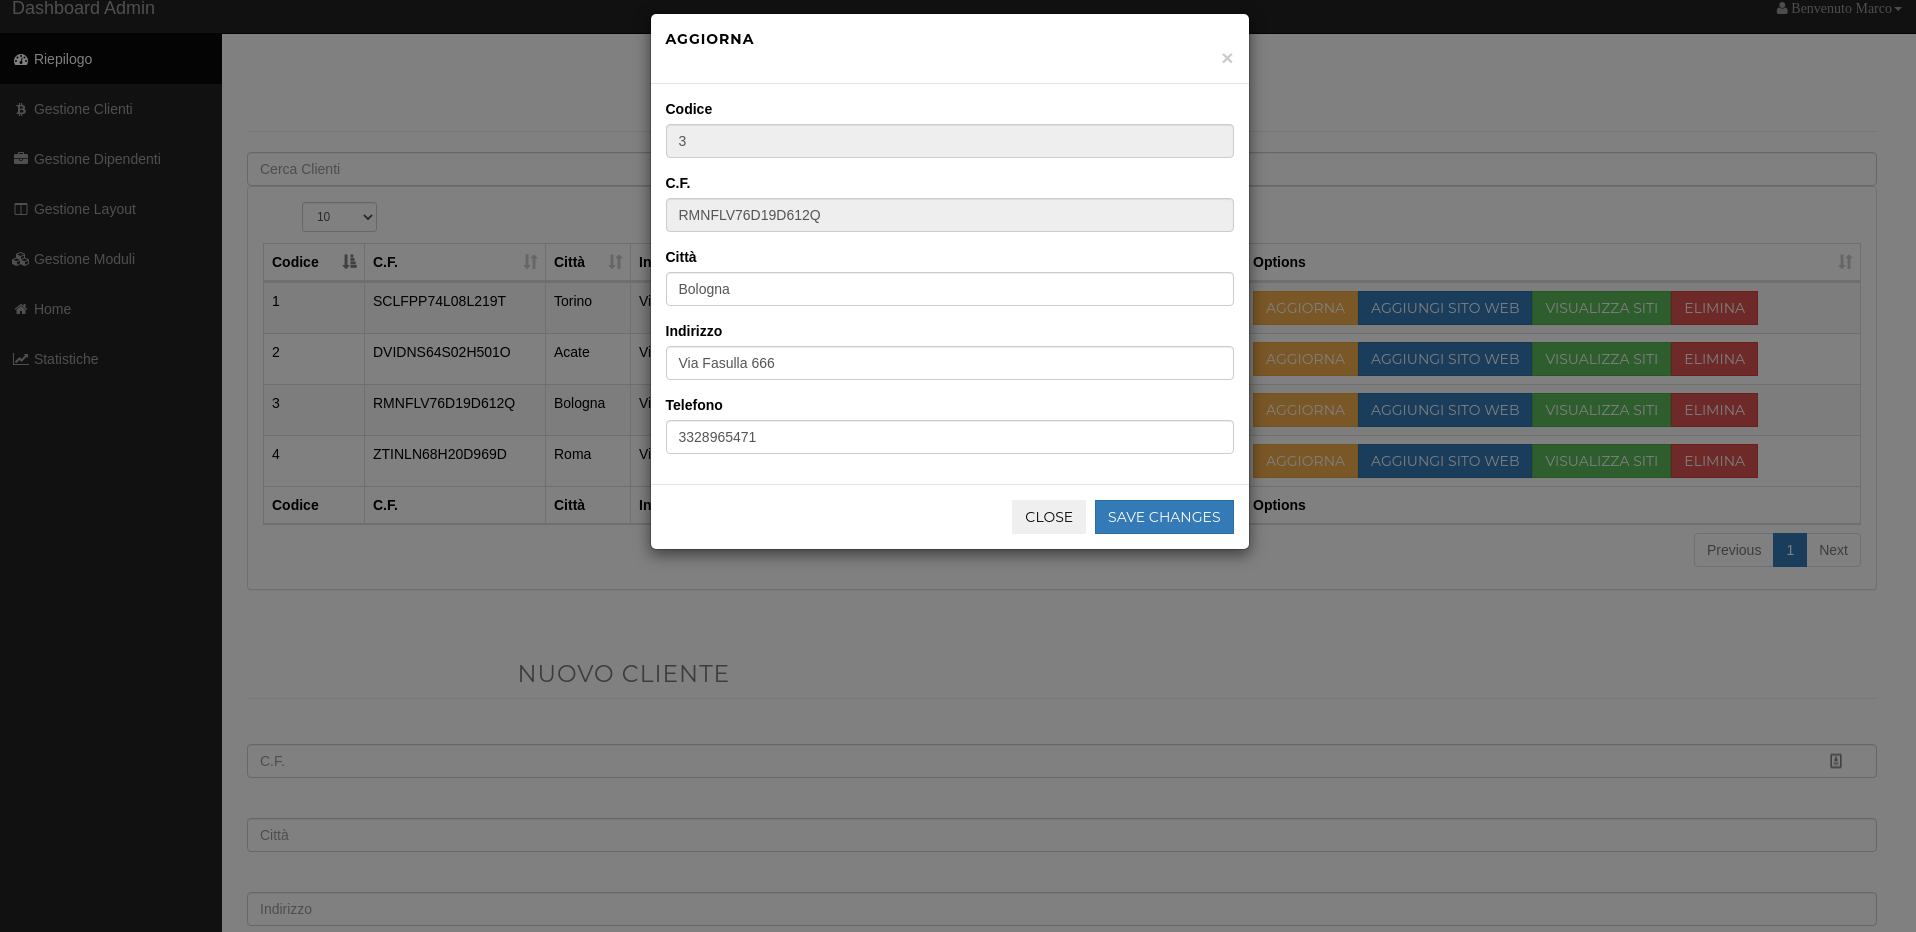 Dashboard Admin
Benvenuto Marco
Riepilogo
Gestione Clienti
Gestione Dipendenti
Gestione Layout
Gestione Moduli
Home
Statistiche
AGGIORNA
×
Codice
3
C.F.
RMNFLV76D19D612Q
Città
Bologna
Indirizzo
Via Fasulla 666
Telefono
3328965471
CLOSE SAVE CHANGES
Cerca Clienti
10
Codice C.F. Città In Options
1 SCLFPP74L08L219T Torino Vi AGGIORNA AGGIUNGI SITO WEB VISUALIZZA SITI ELIMINA
2 DVIDNS64S02H501O Acate Vi AGGIORNA AGGIUNGI SITO WEB VISUALIZZA SITI ELIMINA
3 RMNFLV76D19D612Q Bologna Vi AGGIORNA AGGIUNGI SITO WEB VISUALIZZA SITI ELIMINA
4 ZTINLN68H20D969D Roma Vi AGGIORNA AGGIUNGI SITO WEB VISUALIZZA SITI ELIMINA
Codice C.F. Città In Options
Previous 1 Next
NUOVO CLIENTE
C.F.
Città
Indirizzo